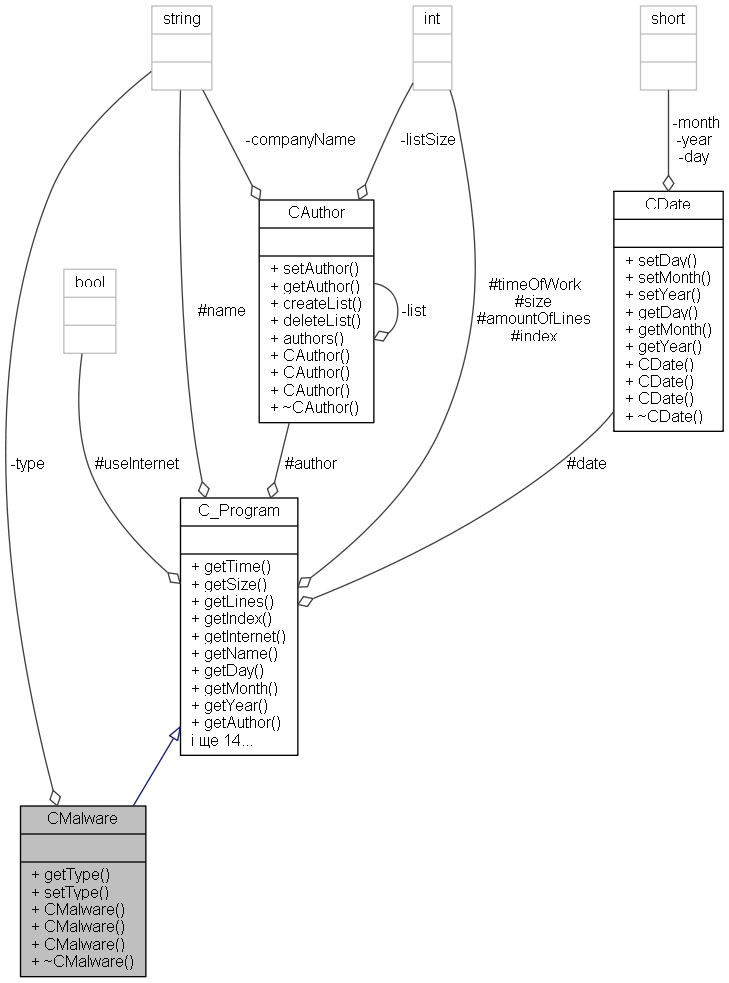 string
int
short
-companyName
-listSize
-month
-year
-day
CAuthor
+ setAuthor()
+ getAuthor()
+ createList()
+ deleteList()
+ authors()
+ CAuthor()
+ CAuthor()
+ CAuthor()
+ ~CAuthor()
-list
CDate
+ setDay()
+ setMonth()
+ setYear()
+ getDay()
+ getMonth()
+ getYear()
+ CDate()
+ CDate()
+ CDate()
+ ~CDate()
bool
#name
#timeOfWork
#size
#amountOfLines
#index
-type
#useInternet
#author
#date
C_Program
+ getTime()
+ getSize()
+ getLines()
+ getIndex()
+ getInternet()
+ getName()
+ getDay()
+ getMonth()
+ getYear()
+ getAuthor()
і ще 14...
CMalware
+ getType()
+ setType()
+ CMalware()
+ CMalware()
+ CMalware()
+ ~CMalware()